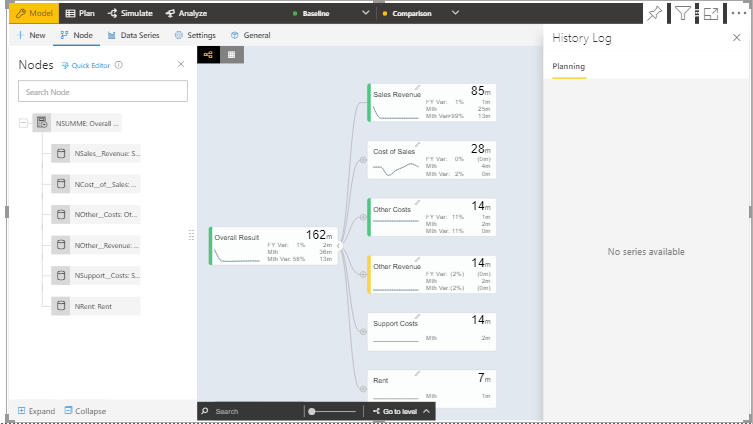 Model
Plan
Simulate
Analyze
Baseline
Comparison
New
Node
Data Series
Settings
General
Nodes
Quick Editor
Search Node
NSUMME: Overall ...
NSales_Revenue: S...
NCost_of_Sales: ...
NOther_Costs: Ot...
NOther_Revenue: ...
NSupport_Costs: S...
NRent: Rent
Expand
Collapse
Overall Result
162m
FY Var: 1% 2m
Mth 36m
Mth Var: 56% 13m
Sales Revenue
85m
FY Var: 1% 1m
Mth 25m
13m
Cost of Sales
28m
FY Var: 0% (0m)
Mth 4m
Mth Var: 2% 0m
Other Costs
14m
FY Var: 11% 1m
Mth 2m
Mth Var: 11% 0m
Other Revenue
14m
FY Var: (2%) (0m)
Mth 2m
Mth Var: (2%) (0m)
Support Costs
14m
Mth 2m
Rent
7m
Mth 1m
Search
Go to level
History Log
Planning
No series available